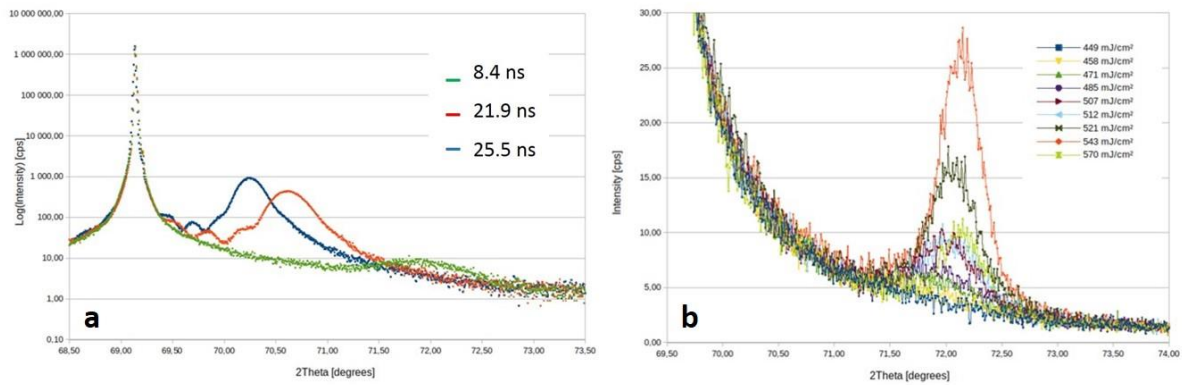 10 000 000,00
1 000 000,00
100 000,00
10 000,00
1 000,00
100,00
10,00
1,00
0,10
Log(Intensity) [cps]
8.4 ns
21.9 ns
25.5 ns
a
68,50 69,00 69,50 70,00 70,50 71,00 71,50 72,00 72,50 73,00 73,50
2Theta [degrees]
30,00
25,00
20,00
15,00
10,00
5,00
0,00
Intensity [cps]
449 mJ/cm²
458 mJ/cm²
471 mJ/cm²
485 mJ/cm²
507 mJ/cm²
512 mJ/cm²
521 mJ/cm²
543 mJ/cm²
570 mJ/cm²
b
69,50 70,00 70,50 71,00 71,50 72,00 72,50 73,00 73,50 74,00
2Theta [degrees]